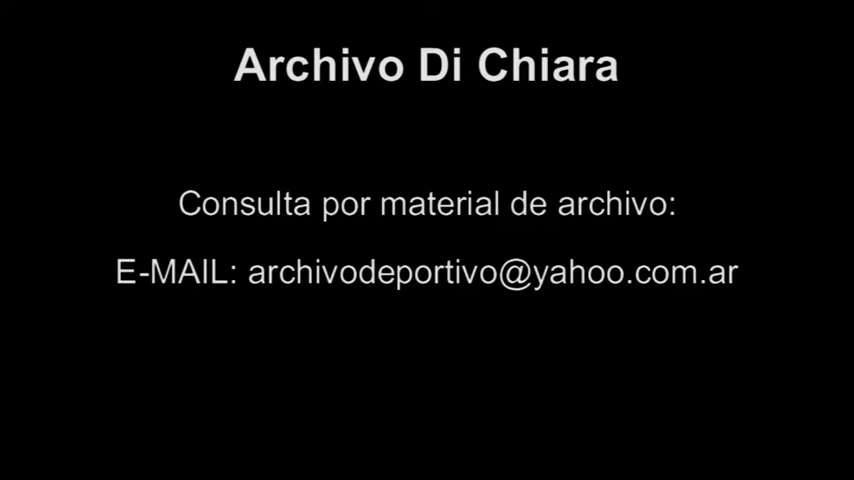 Archivo Di Chiara
Consulta por material de archivo:
E-MAIL: archivodeportivo@yahoo.com.ar